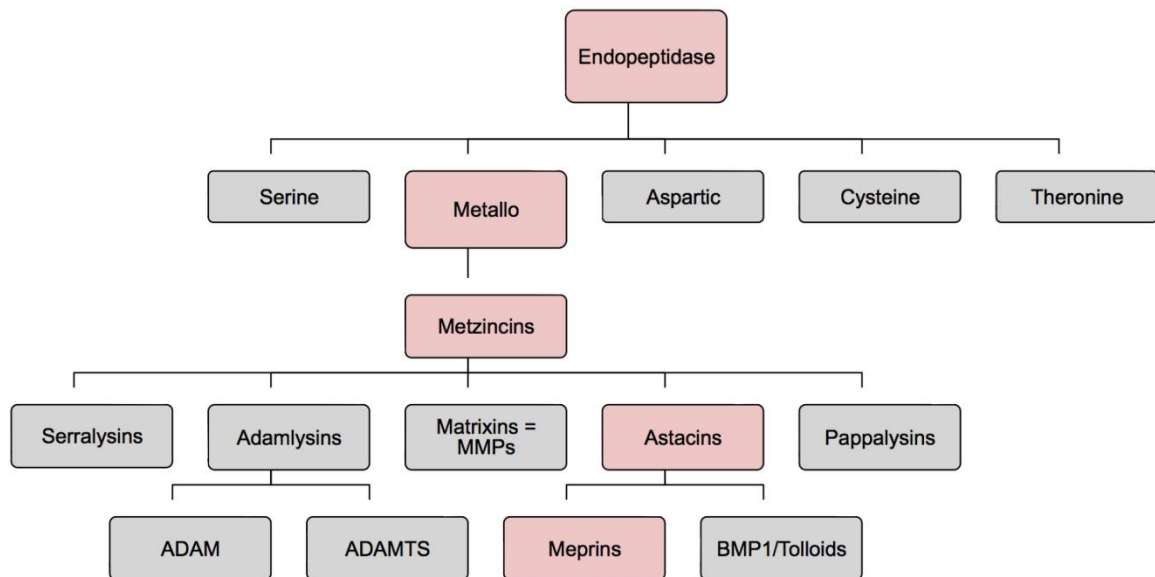 Endopeptidase
Serine
Metallo
Aspartic
Cysteine
Theronine
Metzincins
Serralysins
Adamlysins
Matrixins =
MMPs
Astacins
Pappalysins
ADAM
ADAMTS
Meprins
BMP1/Tolloids